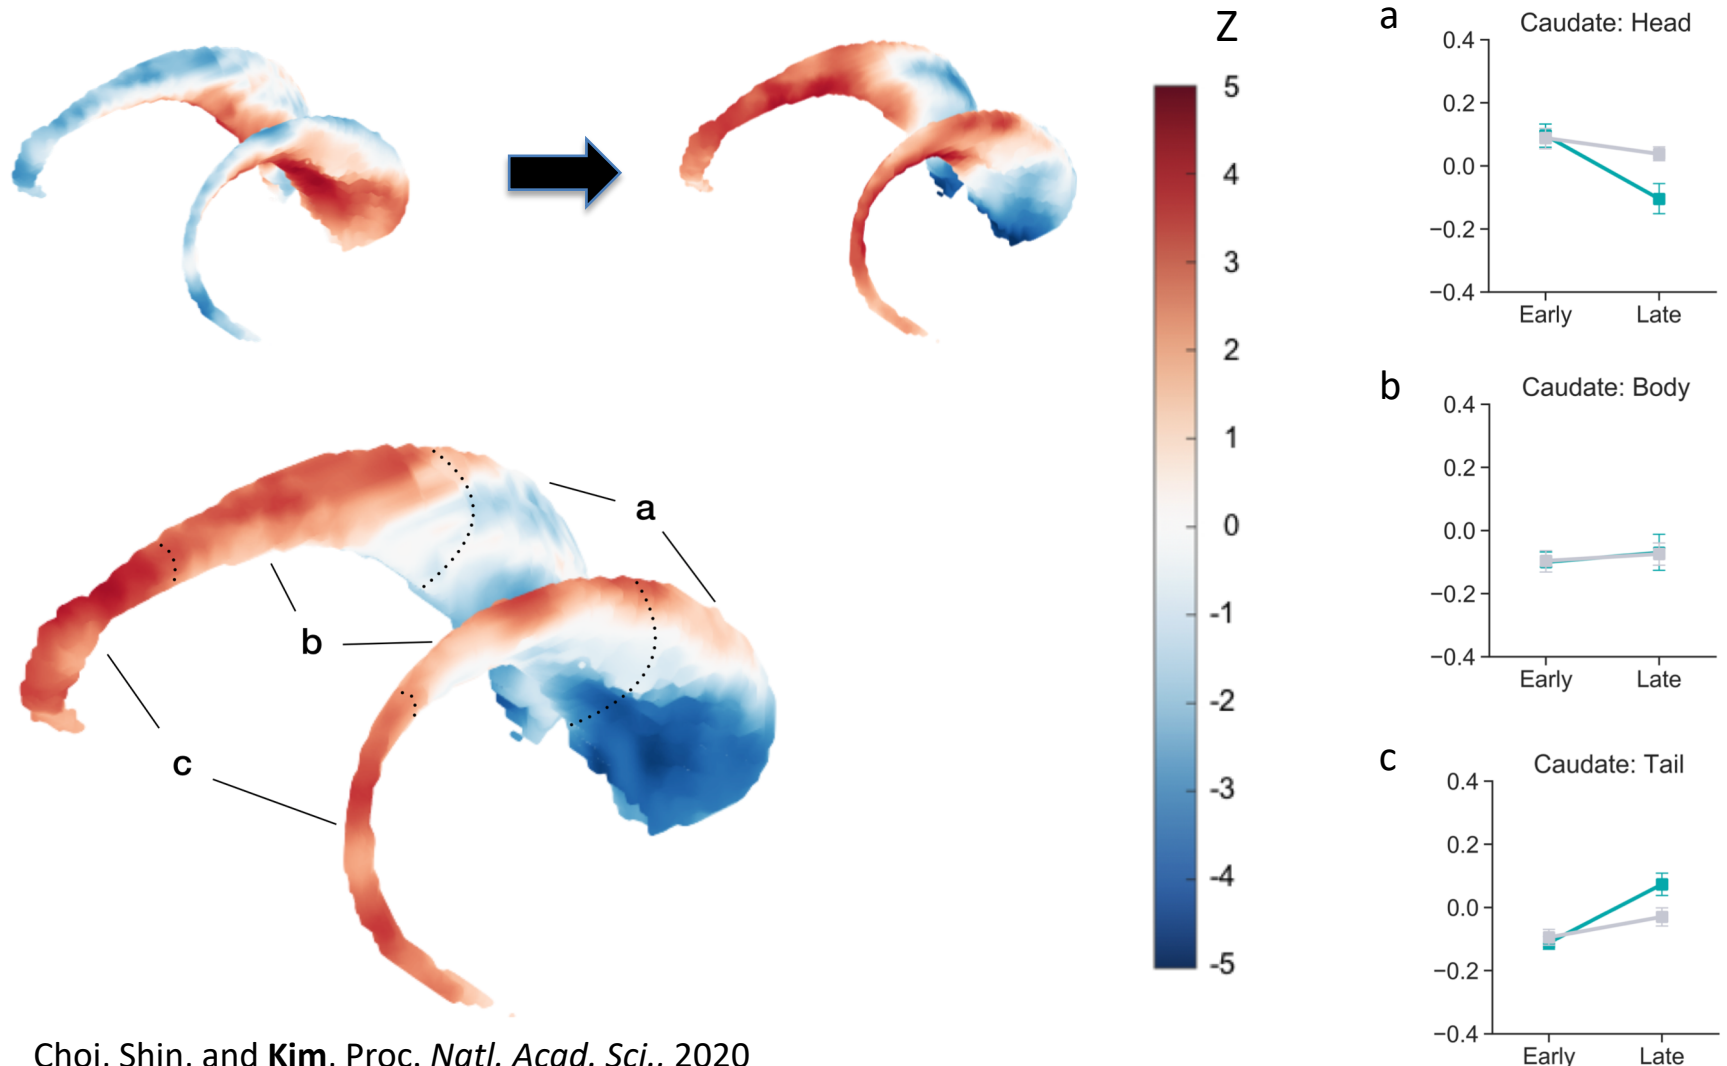 Z
5
4
3
2
1
0
-1
-2
-3
-4
-5
a
b
c
a
Caudate: Head
0.4
0.2
0.0
−0.2
−0.4
Early Late
b
Caudate: Body
0.4
0.2
0.0
−0.2
−0.4
Early Late
c
Caudate: Tail
0.4
0.2
0.0
−0.2
−0.4
Early Late
Choi, Shin, and Kim, Proc. Natl. Acad. Sci., 2020